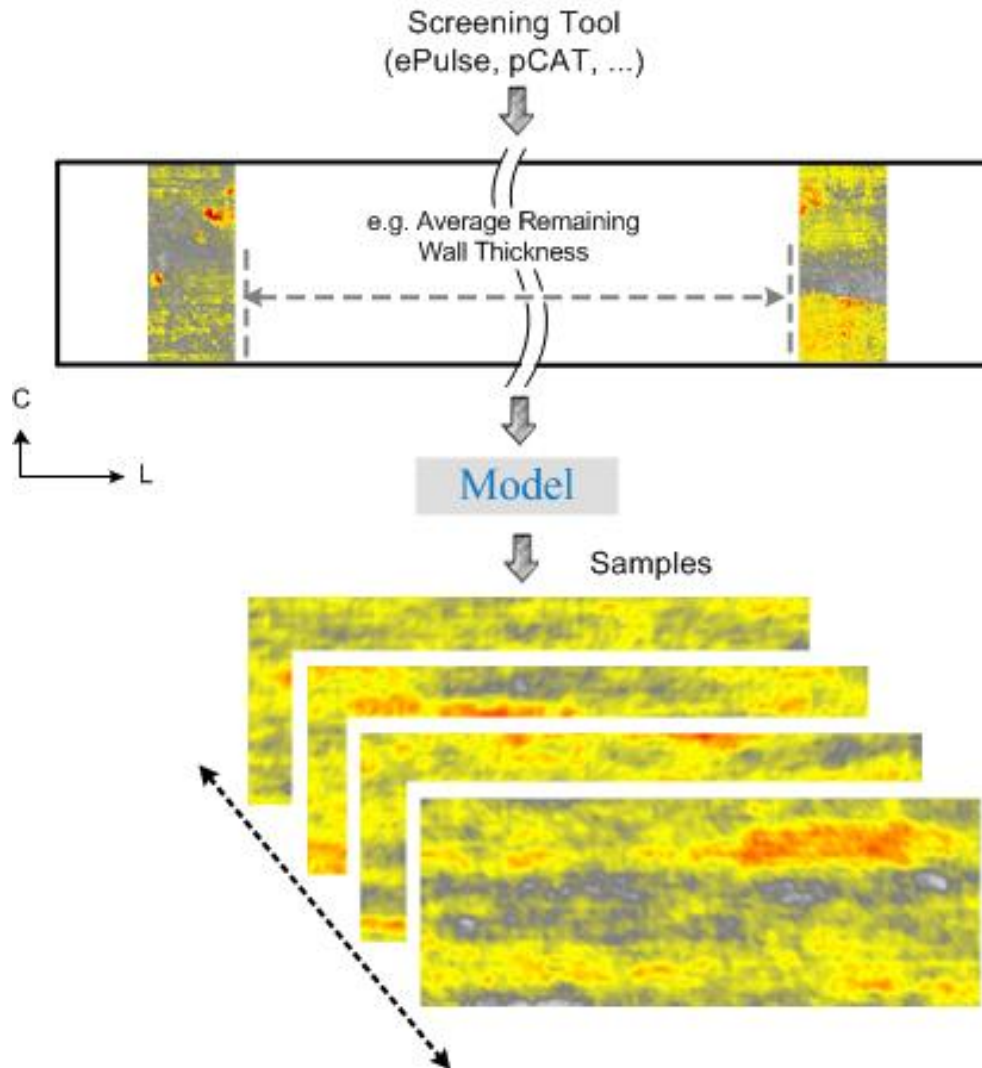 Screening Tool
(ePulse, pCAT, ...)
e.g. Average Remaining
Wall Thickness
C
L
Model
Samples